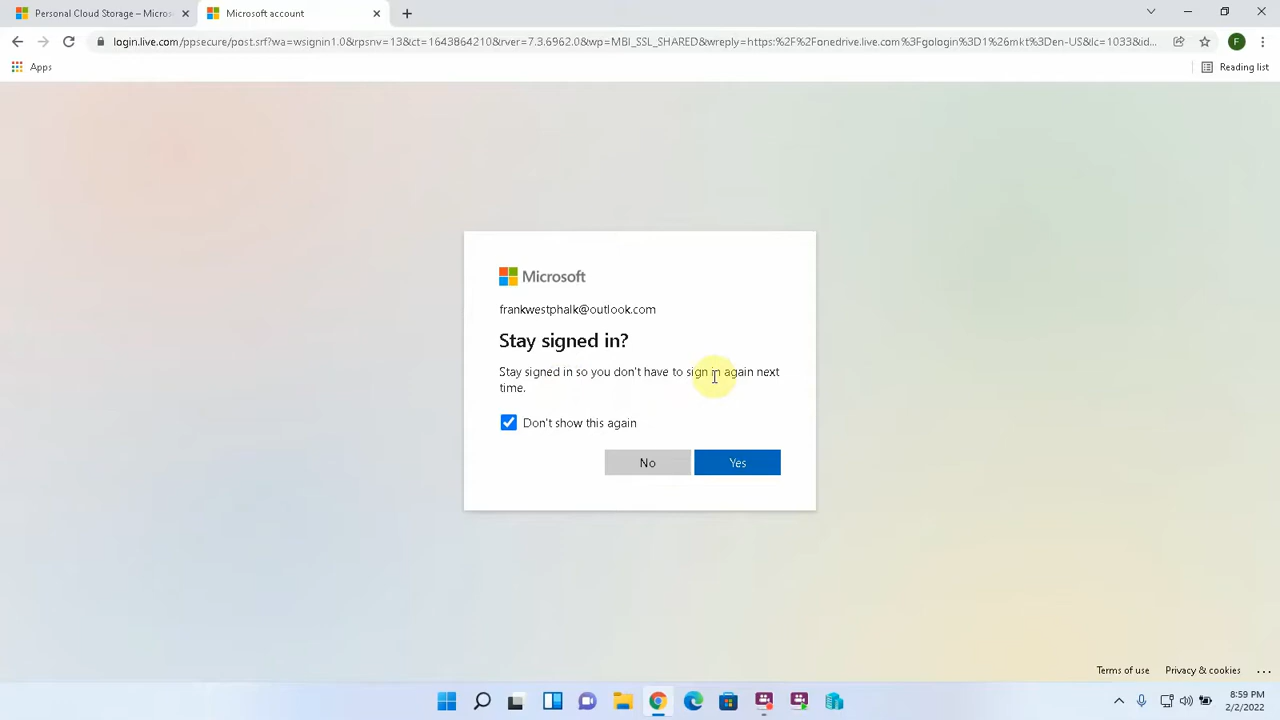 Personal Cloud Storage – Micros
Microsoft account
login.live.com/ppsecure/post.srf?wa=wsignin1.0&rpsnv=13&ct=1643864210&rver=7.3.6962.0&wp=MBI_SSL_SHARED&wreply=https:%2F%2Fonedrive.live.com%3Fgologin%3D1%26mkt%3Den-US&lc=1033&id...
F
Apps
Reading list
Microsoft
frankwestphalk@outlook.com
Stay signed in?
Stay signed in so you don't have to sign in again next
time.
Don't show this again
No
Yes
Terms of use
Privacy & cookies
...
8:59 PM
2/2/2022